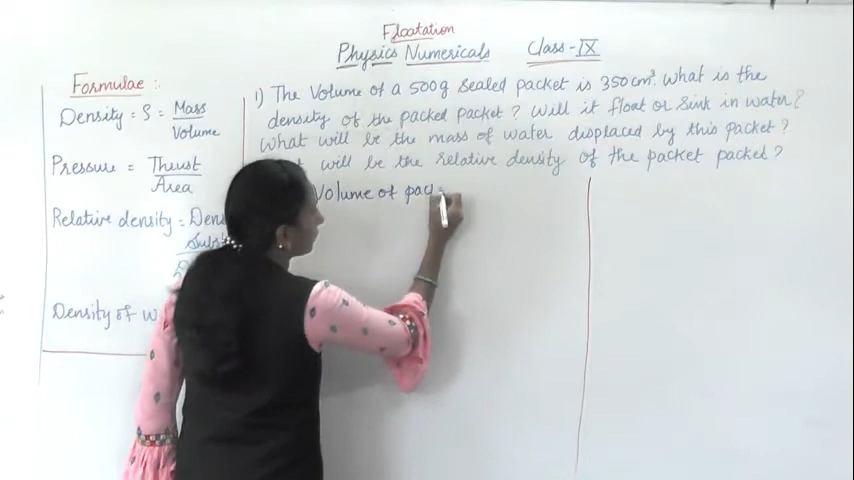 Floatation
Physics Numericals Class-IX
Formulae :
Density = ρ = Mass
Volume
Pressure = Thrust
Area
Relative density =
Density of w
1) The Volume of a 500g sealed packet is 350cm³. What is the
density of the packed packet? Will it float or sink in water?
What will be the mass of water displaced by this packet?
will be the relative density of the packet packet?
Volume of pac